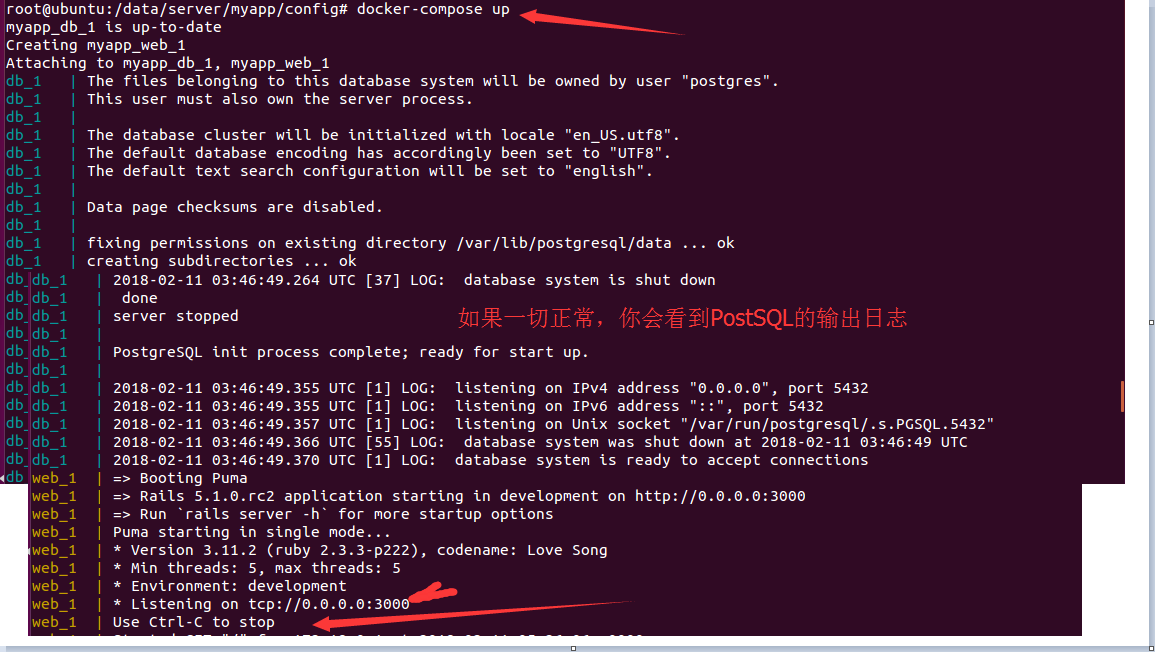 root@ubuntu:/data/server/myapp/config# docker-compose up
myapp_db_1 is up-to-date
Creating myapp_web_1
Attaching to myapp_db_1, myapp_web_1
db_1 | The files belonging to this database system will be owned by user "postgres".
db_1 | This user must also own the server process.
db_1 |
db_1 | The database cluster will be initialized with locale "en_US.utf8".
db_1 | The default database encoding has accordingly been set to "UTF8".
db_1 | The default text search configuration will be set to "english".
db_1 |
db_1 | Data page checksums are disabled.
db_1 |
db_1 | fixing permissions on existing directory /var/lib/postgresql/data ... ok
db_1 | creating subdirectories ... ok
db_db_1 | 2018-02-11 03:46:49.264 UTC [37] LOG: database system is shut down
db_db_1 | done
db_db_1 | server stopped
如果一切正常，你会看到PostSQL的输出日志
db_db_1 |
db_db_1 | PostgreSQL init process complete; ready for start up.
db_db_1 |
db_db_1 | 2018-02-11 03:46:49.355 UTC [1] LOG: listening on IPv4 address "0.0.0.0", port 5432
db_db_1 | 2018-02-11 03:46:49.355 UTC [1] LOG: listening on IPv6 address "::", port 5432
db_db_1 | 2018-02-11 03:46:49.357 UTC [1] LOG: listening on Unix socket "/var/run/postgresql/.s.PGSQL.5432"
db_db_1 | 2018-02-11 03:46:49.366 UTC [55] LOG: database system was shut down at 2018-02-11 03:46:49 UTC
db_db_1 | 2018-02-11 03:46:49.370 UTC [1] LOG: database system is ready to accept connections
db web_1 | => Booting Puma
web_1 | => Rails 5.1.0.rc2 application starting in development on http://0.0.0.0:3000
web_1 | => Run `rails server -h` for more startup options
web_1 | Puma starting in single mode...
web_1 | * Version 3.11.2 (ruby 2.3.3-p222), codename: Love Song
web_1 | * Min threads: 5, max threads: 5
web_1 | * Environment: development
web_1 | * Listening on tcp://0.0.0.0:3000
web_1 | Use Ctrl-C to stop